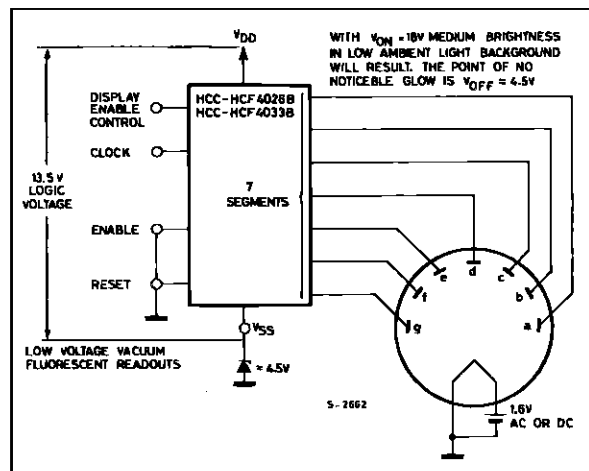 VDD
WITH VON = 18V MEDIUM BRIGHTNESS
IN LOW AMBIENT LIGHT BACKGROUND
WILL RESULT. THE POINT OF NO
NOTICEABLE GLOW IS VOFF = 4.5V
DISPLAY
ENABLE
CONTROL
HCC-HCF4026B
HCC-HCF4033B
CLOCK
13.5 V
LOGIC
VOLTAGE
7
SEGMENTS
ENABLE
RESET
a
b
c
d
e
f
g
VSS
LOW VOLTAGE VACUUM
FLUORESCENT READOUTS
≈ 4.5V
S-2662
1.6V
AC OR DC